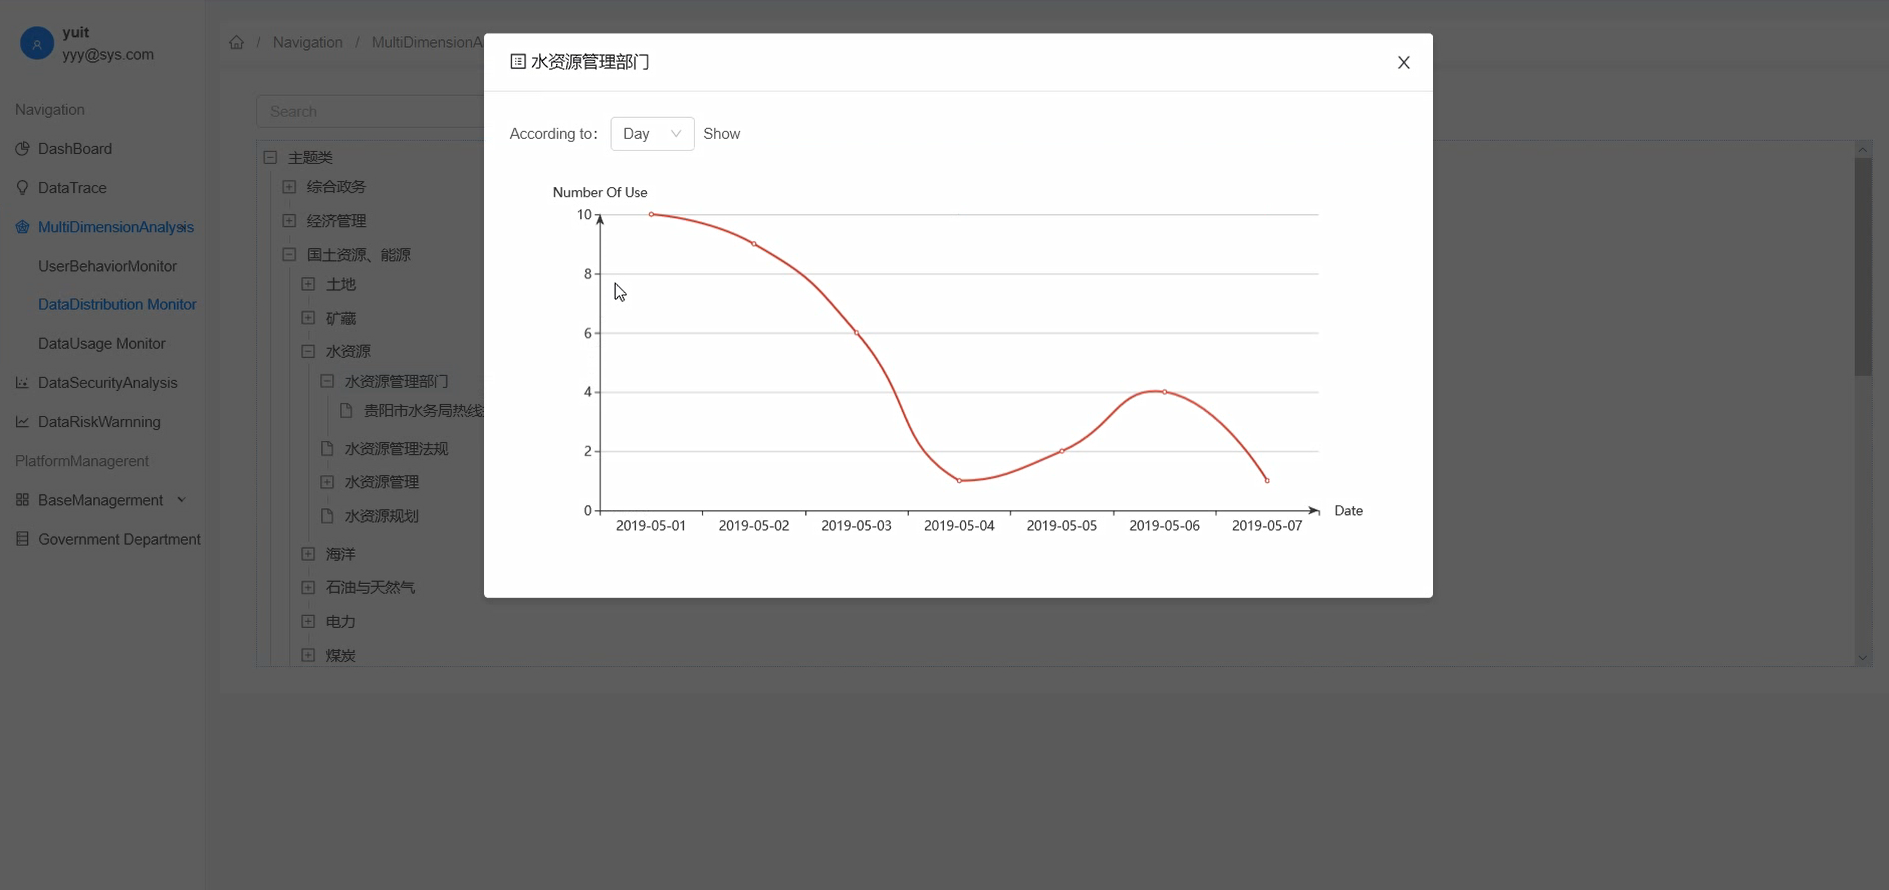 yuit
yyy@sys.com
Navigation
DashBoard
DataTrace
MultiDimensionAnalysis
UserBehaviorMonitor
DataDistribution Monitor
DataUsage Monitor
DataSecurityAnalysis
DataRiskWarnning
PlatformManagerent
BaseManagerment
Government Department
/ Navigation / MultiDimensionA
Search
主题类
综合政务
经济管理
国土资源、能源
土地
矿藏
水资源
水资源管理部门
贵阳市水务局热线
水资源管理法规
水资源管理
水资源规划
海洋
石油与天然气
电力
煤炭
水资源管理部门
According to: Day Show
Number Of Use
10
8
6
4
2
0
Date
2019-05-01 2019-05-02 2019-05-03 2019-05-04 2019-05-05 2019-05-06 2019-05-07